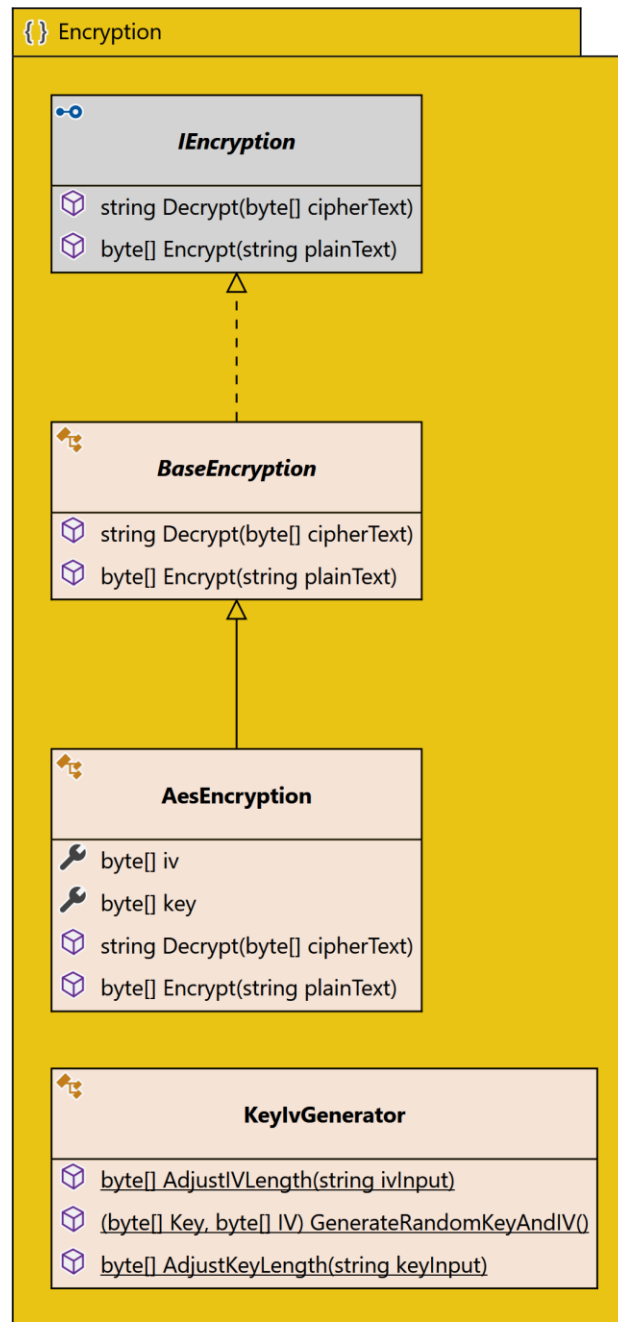 {} Encryption
IEncryption
string Decrypt(byte[] cipherText)
byte[] Encrypt(string plainText)
BaseEncryption
string Decrypt(byte[] cipherText)
byte[] Encrypt(string plainText)
AesEncryption
byte[] iv
byte[] key
string Decrypt(byte[] cipherText)
byte[] Encrypt(string plainText)
KeyIvGenerator
byte[] AdjustIVLength(string ivInput)
(byte[] Key, byte[] IV) GenerateRandomKeyAndIV()
byte[] AdjustKeyLength(string keyInput)